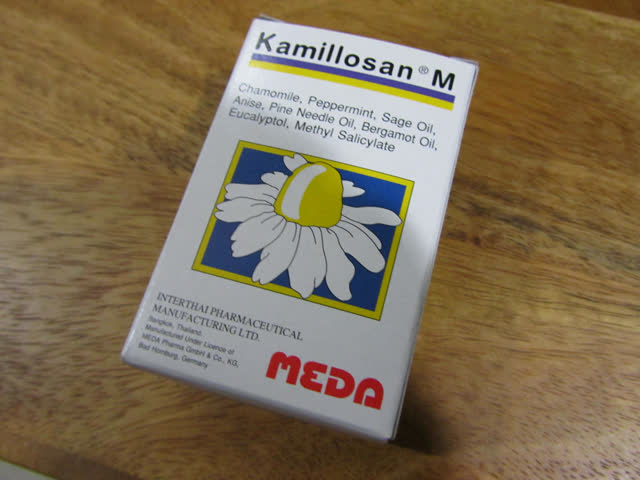 Kamillosan® M
Chamomile, Peppermint, Sage Oil,
Anise, Pine Needle Oil, Bergamot Oil,
Eucalyptol, Methyl Salicylate
INTERTHAI PHARMACEUTICAL
MANUFACTURING LTD.
Bangkok, Thailand.
Manufactured Under Licence of
MEDA Pharma GmbH & Co., KG,
Bad Homburg, Germany
MEDA